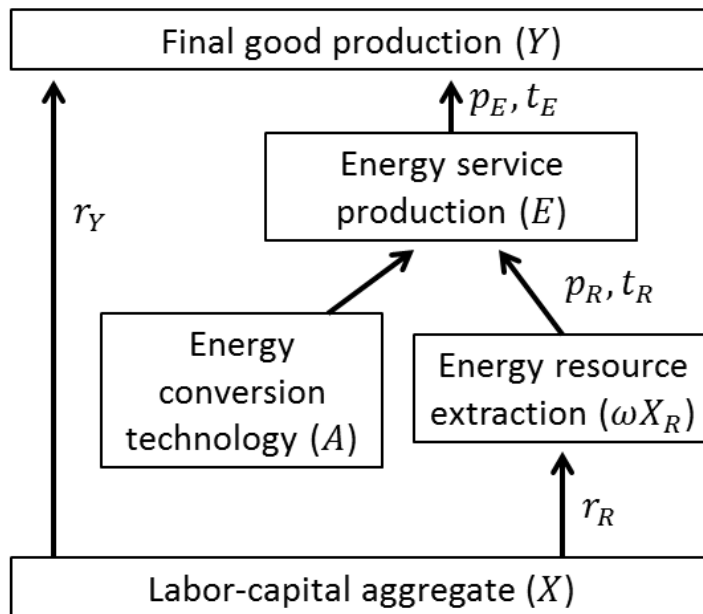 Final good production (Y)
p_E, t_E
Energy service
production (E)
r_Y
p_R, t_R
Energy
conversion
technology (A)
Energy resource
extraction (ωX_R)
r_R
Labor-capital aggregate (X)